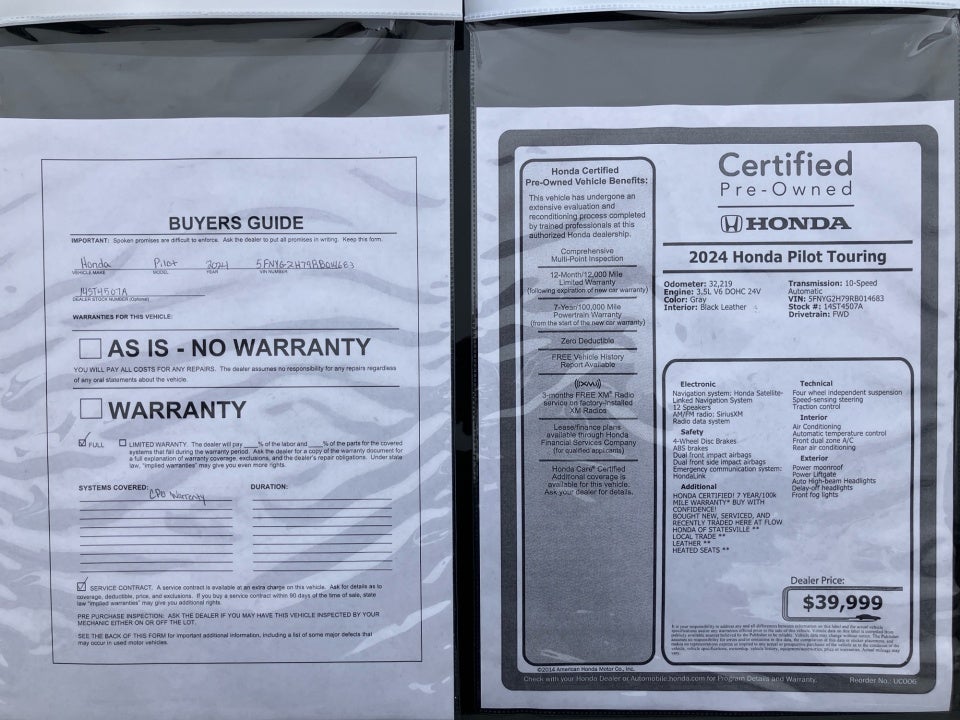 BUYERS GUIDE
IMPORTANT: Spoken promises are difficult to enforce. Ask the dealer to put all promises in writing. Keep this form.
Honda Pilot 2024 5FNYG2H79RB014683
VEHICLE MAKE MODEL YEAR VIN NUMBER
14ST4507A
DEALER STOCK NUMBER (Optional)
WARRANTIES FOR THIS VEHICLE:
AS IS - NO WARRANTY
YOU WILL PAY ALL COSTS FOR ANY REPAIRS. The dealer assumes no responsibility for any repairs regardless
of any oral statements about the vehicle.
WARRANTY
FULL LIMITED WARRANTY. The dealer will pay ___% of the labor and ___% of the parts for the covered
systems that fail during the warranty period. Ask the dealer for a copy of the warranty document for
a full explanation of warranty coverage, exclusions, and the dealer's repair obligations. Under state
law, "implied warranties" may give you even more rights.
SYSTEMS COVERED: DURATION:
CPO Warranty
SERVICE CONTRACT. A service contract is available at an extra charge on this vehicle. Ask for details as to
coverage, deductible, price, and exclusions. If you buy a service contract within 90 days of the time of sale, state
law "implied warranties" may give you additional rights.
PRE PURCHASE INSPECTION: ASK THE DEALER IF YOU MAY HAVE THIS VEHICLE INSPECTED BY YOUR
MECHANIC EITHER ON OR OFF THE LOT.
SEE THE BACK OF THIS FORM for important additional information, including a list of some major defects that
may occur in used motor vehicles.
Honda Certified
Pre-Owned Vehicle Benefits:
This vehicle has undergone an
extensive evaluation and
reconditioning process completed
by trained professionals at this
authorized Honda dealership.
Comprehensive
Multi-Point Inspection
12-Month/12,000 Mile
Limited Warranty
(following expiration of new car warranty)
7-Year/100,000 Mile
Powertrain Warranty
(from the start of the new car warranty)
Zero Deductible
FREE Vehicle History
Report Available
((XM))
3-months FREE XM® Radio
service on factory-installed
XM Radios
Lease/finance plans
available through Honda
Financial Services Company
(for qualified applicants)
Honda Care® Certified
Additional coverage is
available for this vehicle.
Ask your dealer for details.
©2014 American Honda Motor Co., Inc.
Certified
Pre-Owned
HONDA
2024 Honda Pilot Touring
Odometer: 32,219
Engine: 3.5L V6 DOHC 24V
Color: Gray
Interior: Black Leather
Transmission: 10-Speed
Automatic
VIN: 5FNYG2H79RB014683
Stock #: 14ST4507A
Drivetrain: FWD
Electronic
Navigation system: Honda Satellite-
Linked Navigation System
12 Speakers
AM/FM radio: SiriusXM
Radio data system
Safety
4-Wheel Disc Brakes
ABS brakes
Dual front impact airbags
Dual front side impact airbags
Emergency communication system:
HondaLink
Additional
HONDA CERTIFIED! 7 YEAR/100k
MILE WARRANTY* BUY WITH
CONFIDENCE!
BOUGHT NEW, SERVICED, AND
RECENTLY TRADED HERE AT FLOW
HONDA OF STATESVILLE **
LOCAL TRADE **
LEATHER **
HEATED SEATS **
Technical
Four wheel independent suspension
Speed-sensing steering
Traction control
Interior
Air Conditioning
Automatic temperature control
Front dual zone A/C
Rear air conditioning
Exterior
Power moonroof
Power Liftgate
Auto High-beam Headlights
Delay-off headlights
Front fog lights
Dealer Price:
$39,999
Check with your Honda Dealer or Automobile.honda.com for Program Details and Warranty. Reorder No.: UC006